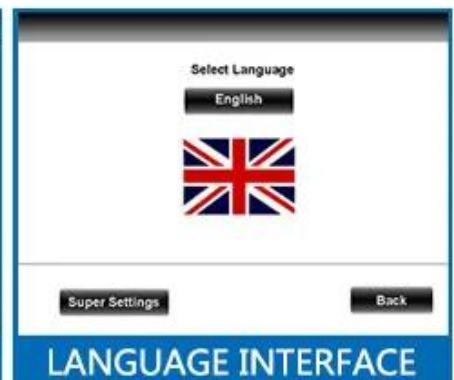 Select Language
English
Super Settings
Back
LANGUAGE INTERFACE